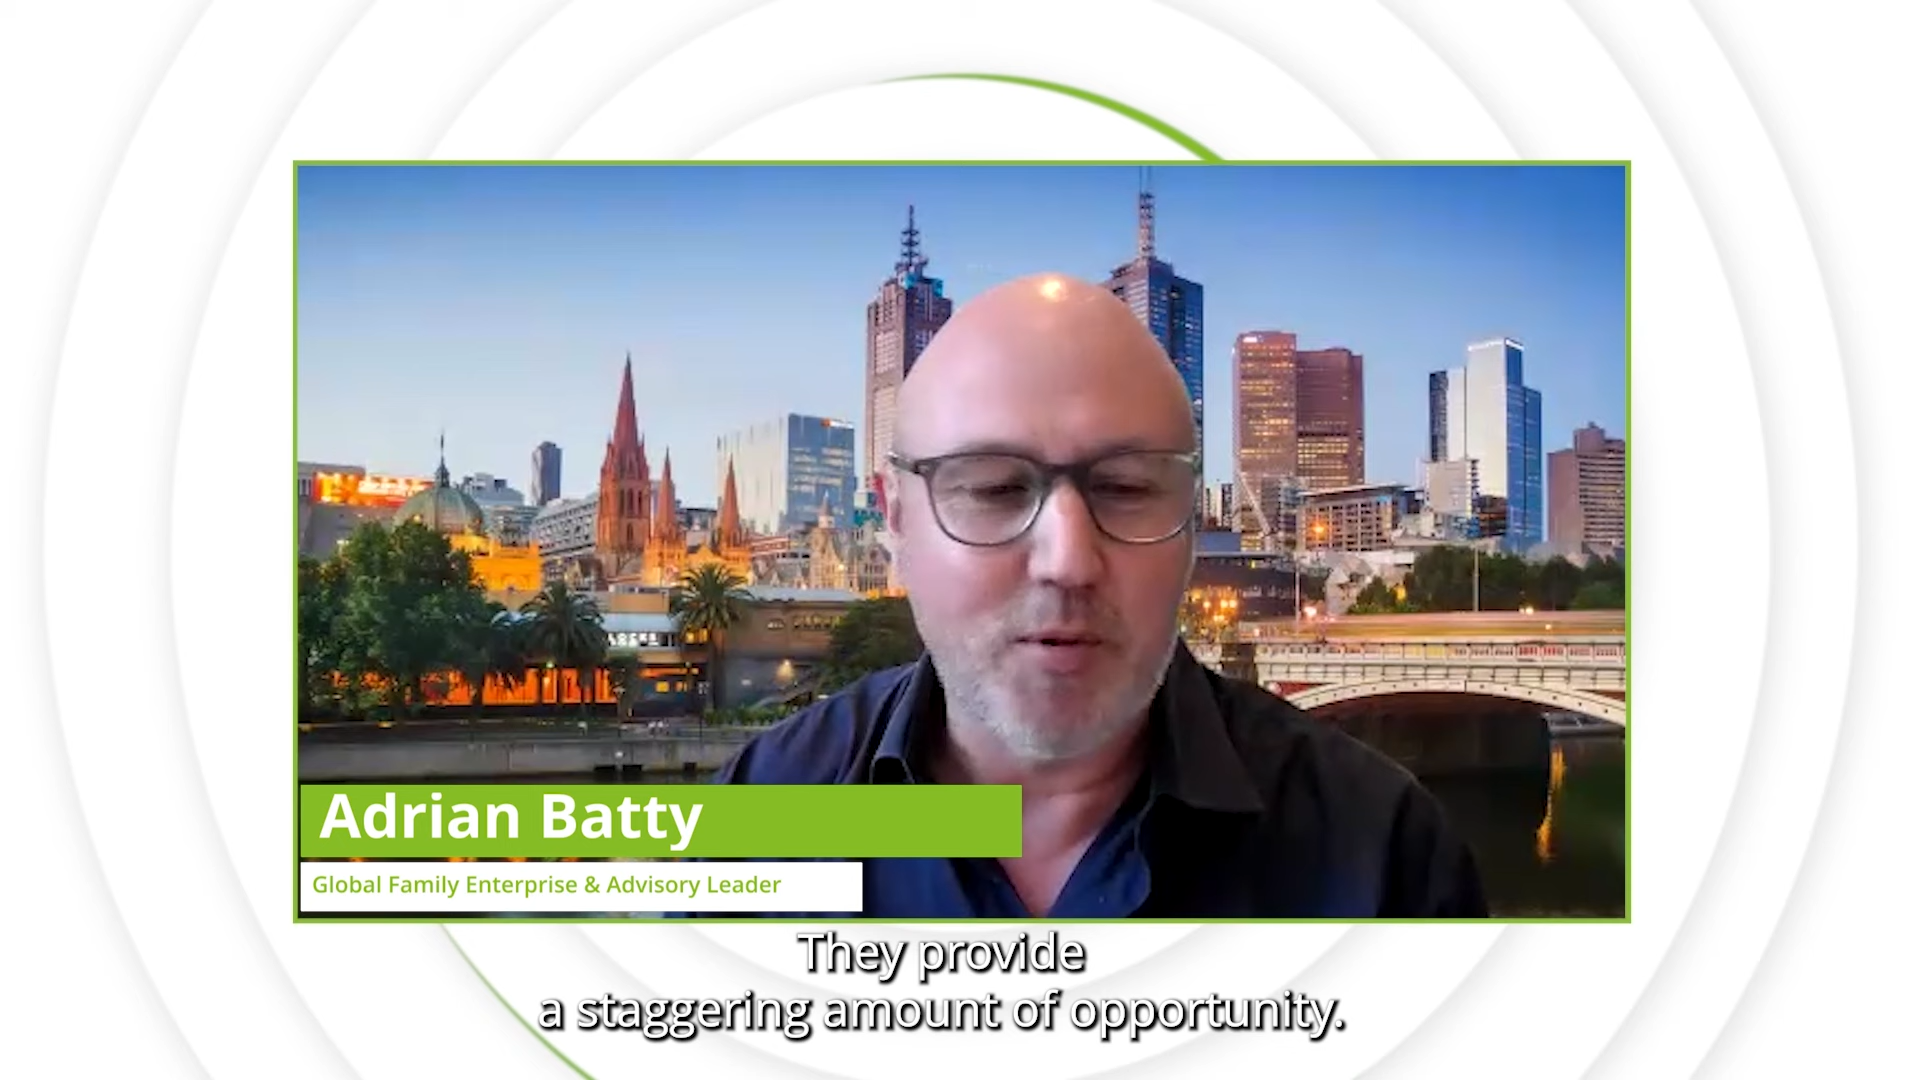 Adrian Batty
Global Family Enterprise & Advisory Leader
They provide
a staggering amount of opportunity.